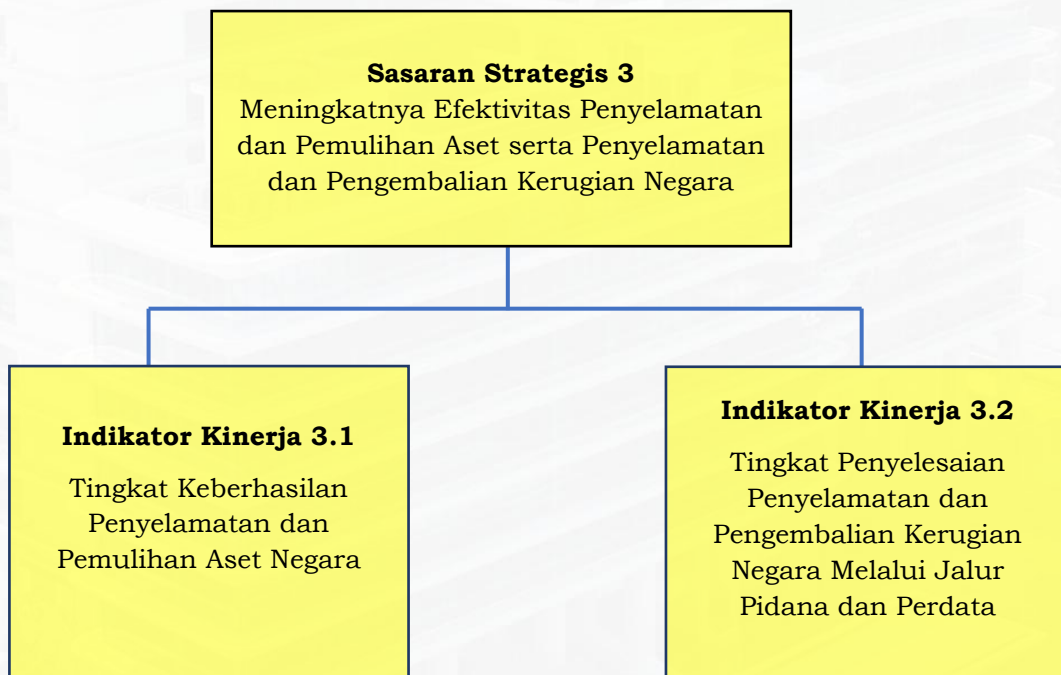 Sasaran Strategis 3
Meningkatnya Efektivitas Penyelamatan
dan Pemulihan Aset serta Penyelamatan
dan Pengembalian Kerugian Negara
Indikator Kinerja 3.1
Tingkat Keberhasilan
Penyelamatan dan
Pemulihan Aset Negara
Indikator Kinerja 3.2
Tingkat Penyelesaian
Penyelamatan dan
Pengembalian Kerugian
Negara Melalui Jalur
Pidana dan Perdata